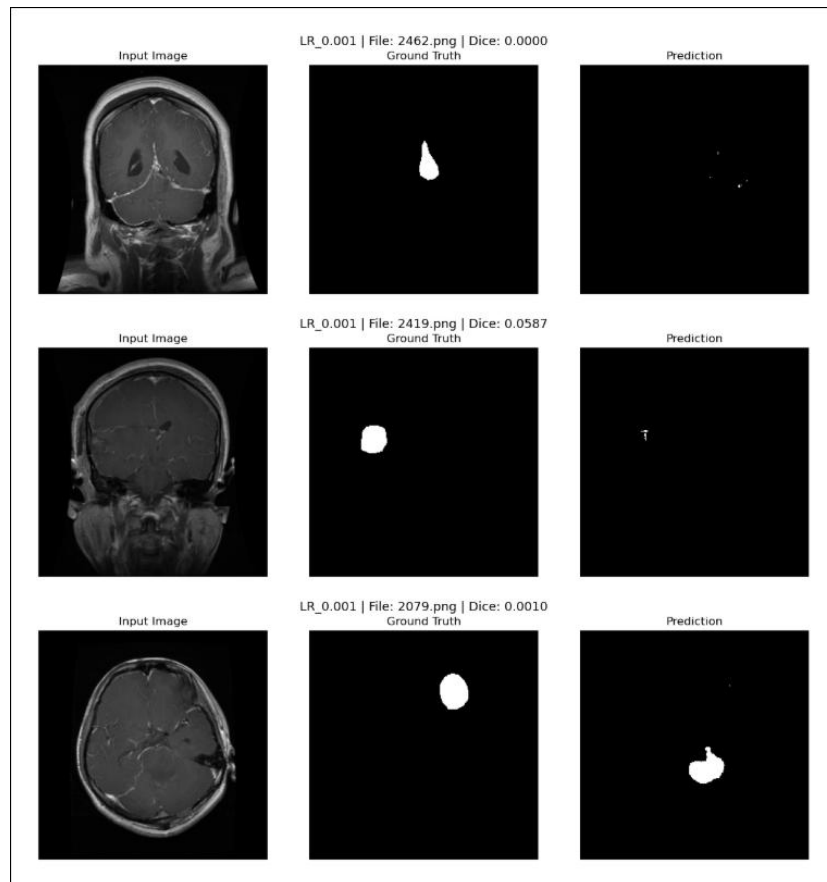 LR_0.001 | File: 2462.png | Dice: 0.0000
Input Image Ground Truth Prediction
LR_0.001 | File: 2419.png | Dice: 0.0587
Input Image Ground Truth Prediction
LR_0.001 | File: 2079.png | Dice: 0.0010
Input Image Ground Truth Prediction